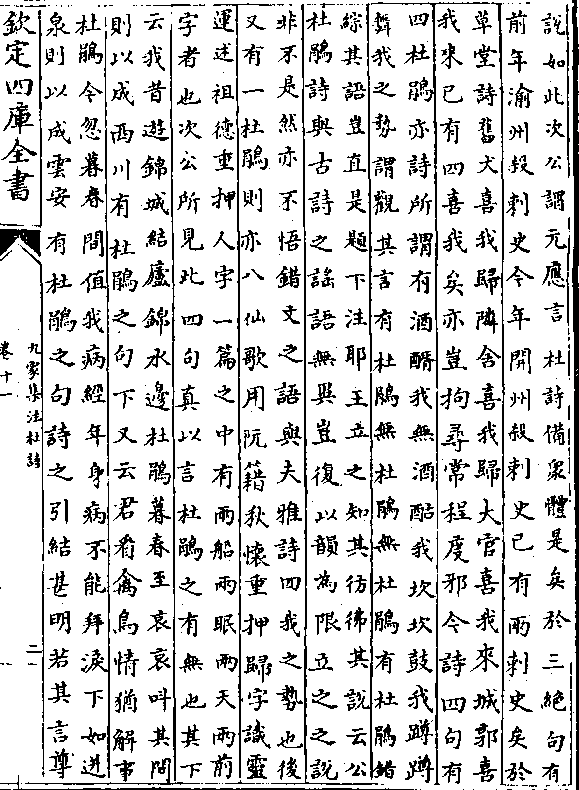 說如此次公謂元應言杜詩備衆體是矣於三絕句有
前年渝州殺刺史今年開州殺刺史已有兩刺史矣於
草堂詩舊犬喜我歸隣舍喜我歸大官喜我來城郭喜
我來已有四喜我矣亦豈拘尋常程度邪今詩四句有
四杜鵑亦詩所謂有酒醑我無酒酤我坎坎鼓我蹲蹲
舞我之勢謂觀其言有杜鵑無杜鵑無杜鵑有杜鵑錯
綜其語豈直是題下注耶王立之知其彷彿其說云公
杜鵑詩與古詩之謡語無異豈復以韻為限立之之說
非不是然亦不悟錯文之語與夫雅詩四我之勢也後
又有一杜鵑則亦八仙歌用阮籍秋懷重押歸字識靈
運述祖德重押人字一篇之中有兩船兩眠兩天兩前
字者也次公所見此四句真以言杜鵑之有無也其下
云我昔遊錦城結廬錦水邊杜鵑暮春至哀哀呌其間
則以成西川有杜鵑之句下又云君看禽鳥情猶解事
杜鵑今忽暮春間值我病經年身病不能拜淚下如迸
泉則以成雲安有杜鵑之句詩之引結甚明若其言尊
欽定四庫全書
九家集注杜詩
卷十一
二